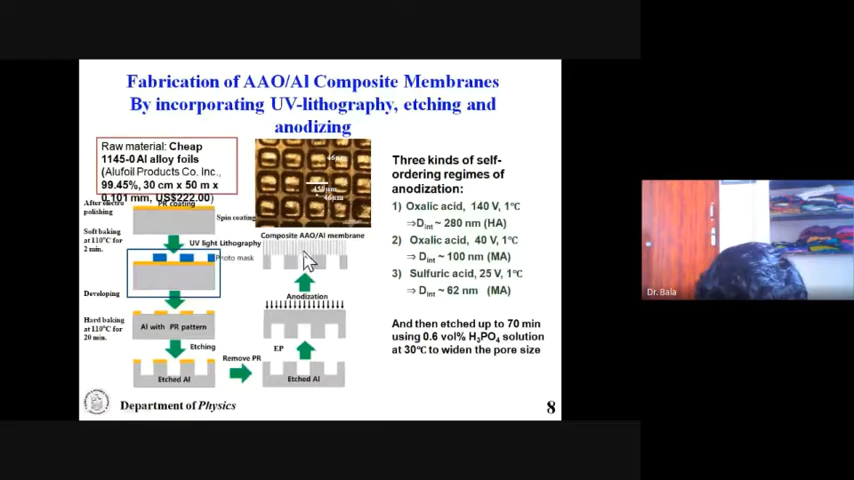 Fabrication of AAO/Al Composite Membranes
By incorporating UV-lithography, etching and
anodizing
Raw material: Cheap
1145-0 Al alloy foils
(Alufoil Products Co. Inc.,
99.45%, 30 cm x 50 m x
0.101 mm, US$222.00)
After electro
polishing
PR coating
Spin coating
Soft baking
at 110°C for
2 min.
UV light Lithography
Photo mask
Developing
Hard baking
at 110°C for
20 min.
Al with PR pattern
Etching
Etched Al
Remove PR
46μm
450μm
46μm
Composite AAO/Al membrane
Anodization
EP
Etched Al
Three kinds of self-
ordering regimes of
anodization:
1) Oxalic acid, 140 V, 1℃
⇒D_int ~ 280 nm (HA)
2) Oxalic acid, 40 V, 1℃
⇒ D_int ~ 100 nm (MA)
3) Sulfuric acid, 25 V, 1℃
⇒ D_int ~ 62 nm (MA)
And then etched up to 70 min
using 0.6 vol% H₃PO₄ solution
at 30℃ to widen the pore size
Department of Physics
8
Dr. Bala